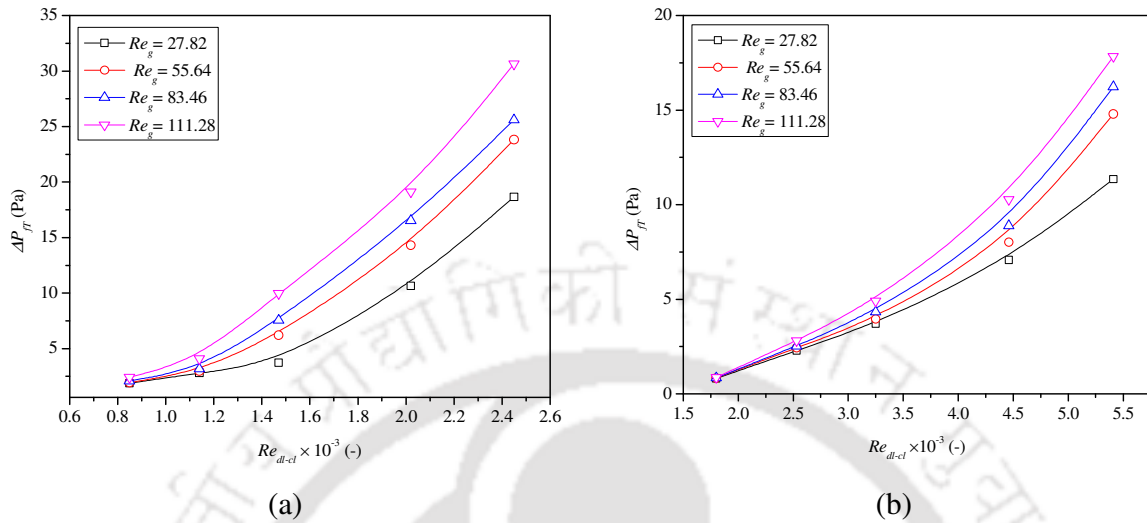 35
30
25
20
15
10
5
ΔP_fT (Pa)
Re_g = 27.82
Re_g = 55.64
Re_g = 83.46
Re_g = 111.28
0.6 0.8 1.0 1.2 1.4 1.6 1.8 2.0 2.2 2.4 2.6
Re_dl-cl × 10⁻³ (-)
(a)
20
15
10
5
0
ΔP_fT (Pa)
Re_g = 27.82
Re_g = 55.64
Re_g = 83.46
Re_g = 111.28
1.5 2.0 2.5 3.0 3.5 4.0 4.5 5.0 5.5
Re_dl-cl × 10⁻³ (-)
(b)